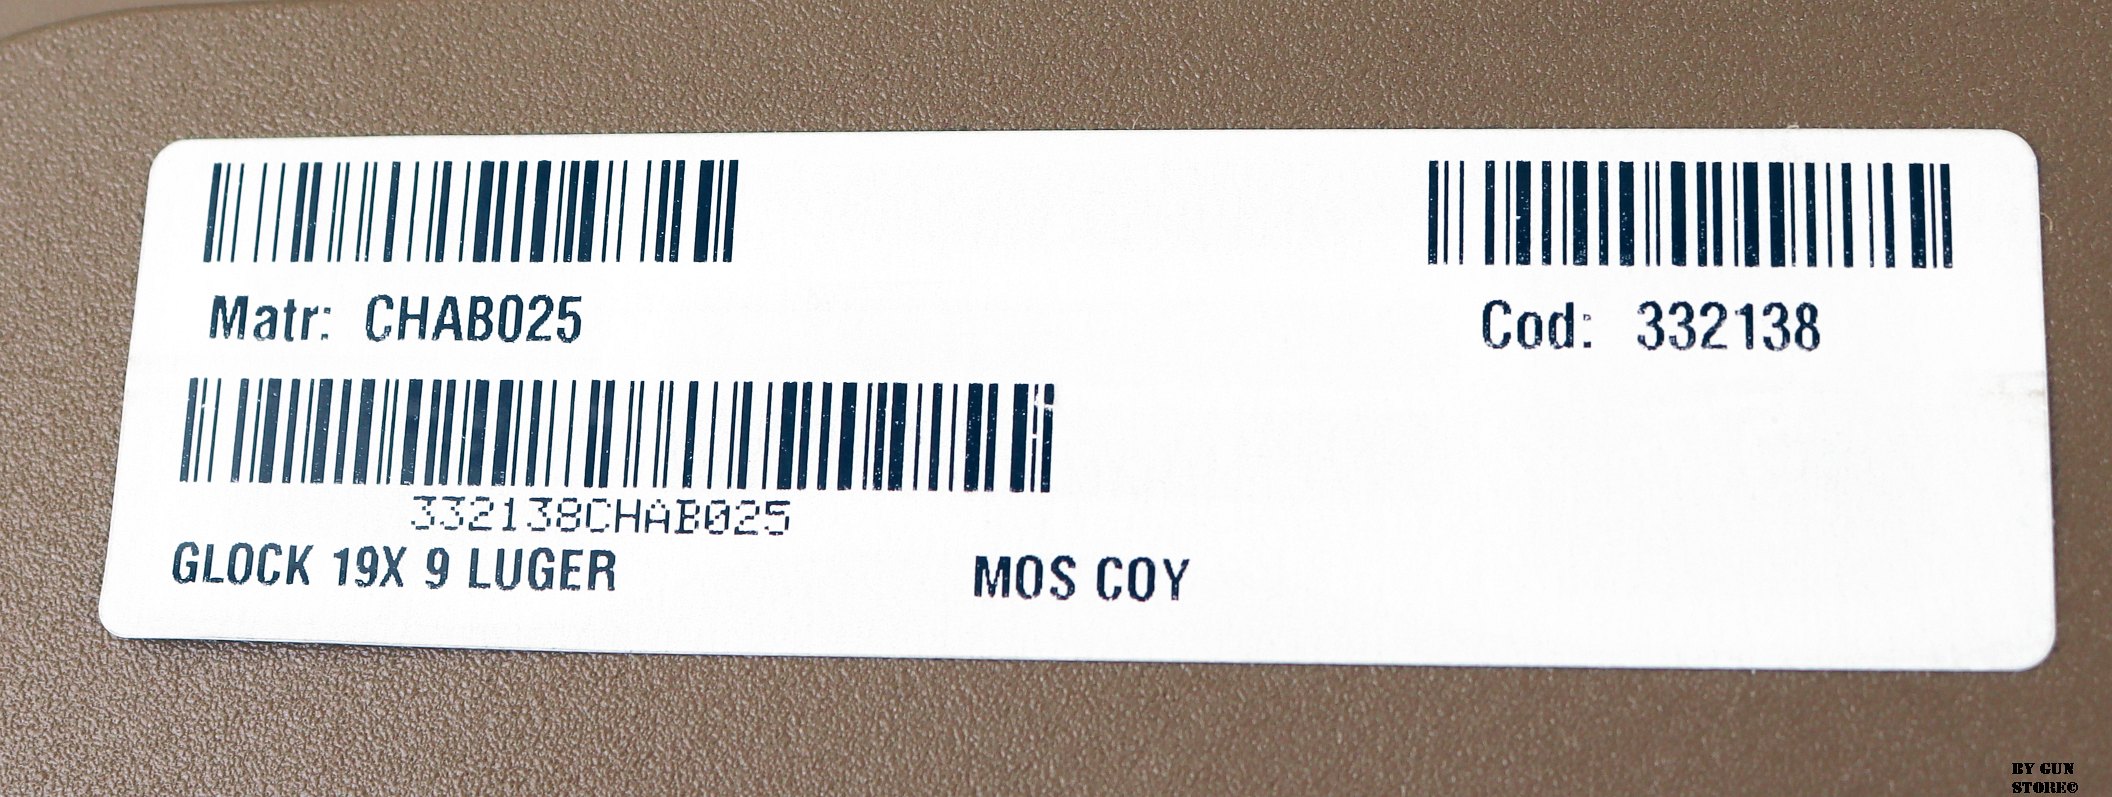 Matr: CHAB025
Cod: 332138
332138CHAB025
GLOCK 19X 9 LUGER MOS COY
BY GUN
STORE©